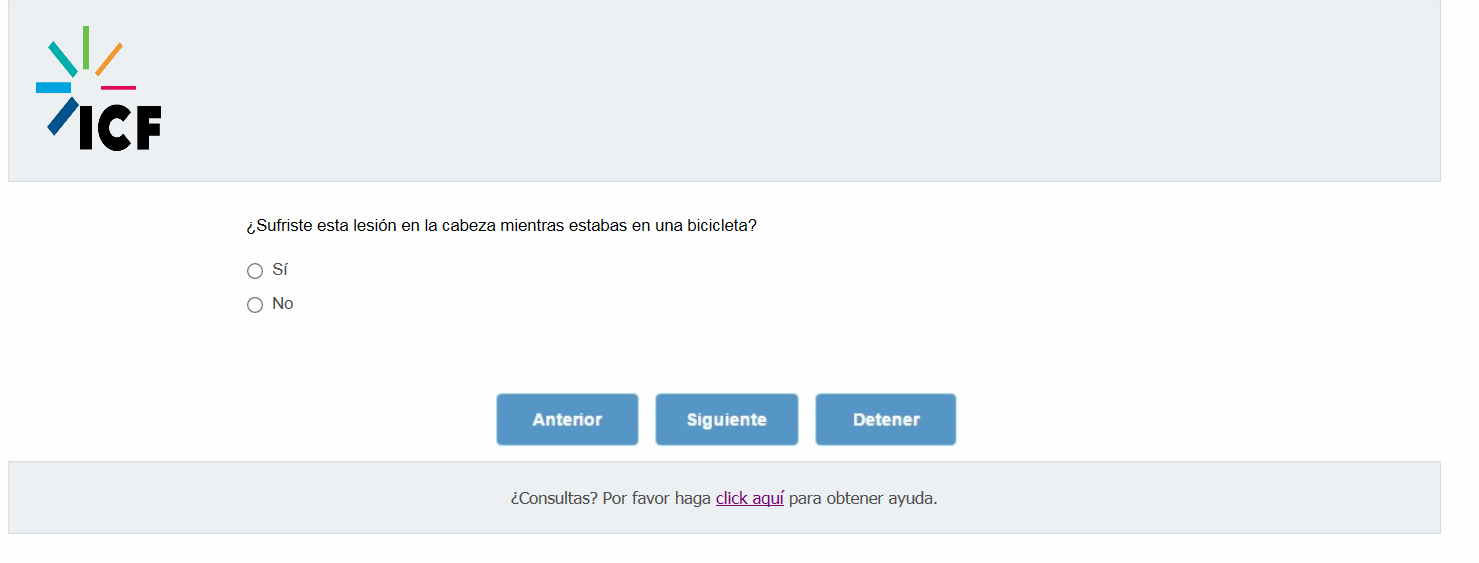 ICF
¿Sufriste esta lesión en la cabeza mientras estabas en una bicicleta?
Sí
No
Anterior Siguiente Detener
¿Consultas? Por favor haga click aquí para obtener ayuda.